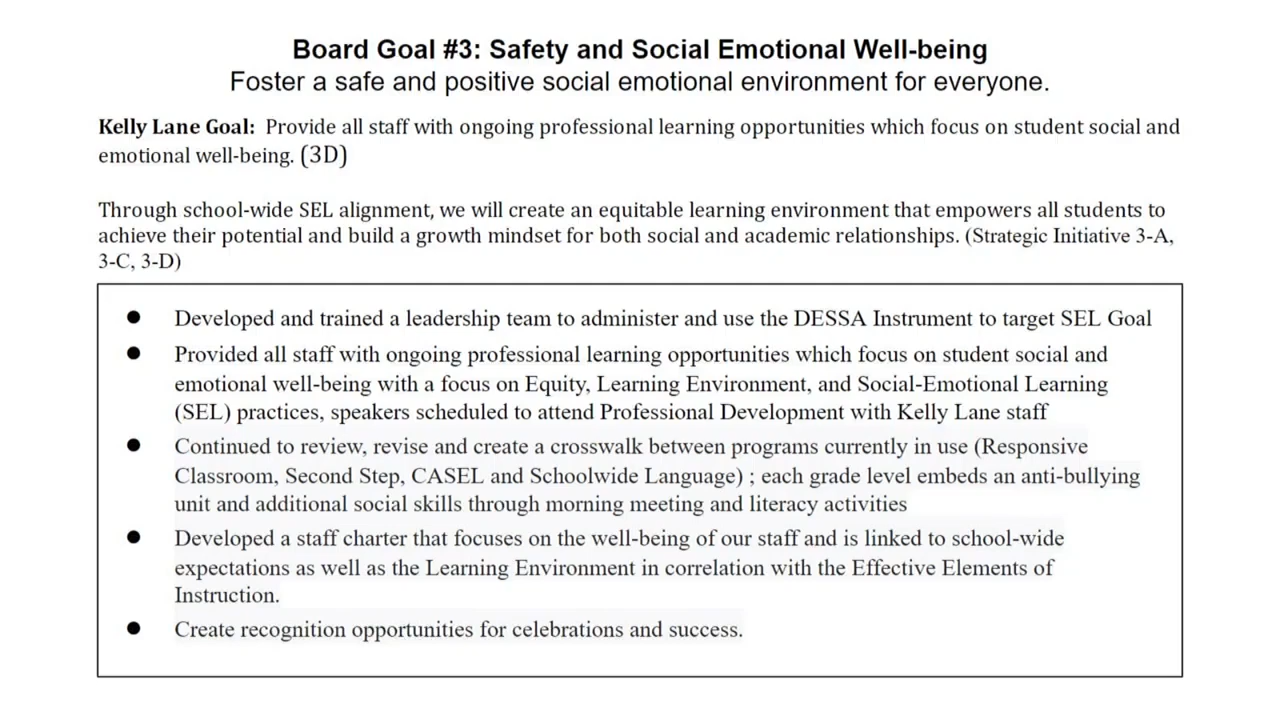 Board Goal #3: Safety and Social Emotional Well-being
Foster a safe and positive social emotional environment for everyone.
Kelly Lane Goal: Provide all staff with ongoing professional learning opportunities which focus on student social and
emotional well-being. (3D)
Through school-wide SEL alignment, we will create an equitable learning environment that empowers all students to
achieve their potential and build a growth mindset for both social and academic relationships. (Strategic Initiative 3-A,
3-C, 3-D)
● Developed and trained a leadership team to administer and use the DESSA Instrument to target SEL Goal
● Provided all staff with ongoing professional learning opportunities which focus on student social and
emotional well-being with a focus on Equity, Learning Environment, and Social-Emotional Learning
(SEL) practices, speakers scheduled to attend Professional Development with Kelly Lane staff
● Continued to review, revise and create a crosswalk between programs currently in use (Responsive
Classroom, Second Step, CASEL and Schoolwide Language) ; each grade level embeds an anti-bullying
unit and additional social skills through morning meeting and literacy activities
● Developed a staff charter that focuses on the well-being of our staff and is linked to school-wide
expectations as well as the Learning Environment in correlation with the Effective Elements of
Instruction.
● Create recognition opportunities for celebrations and success.